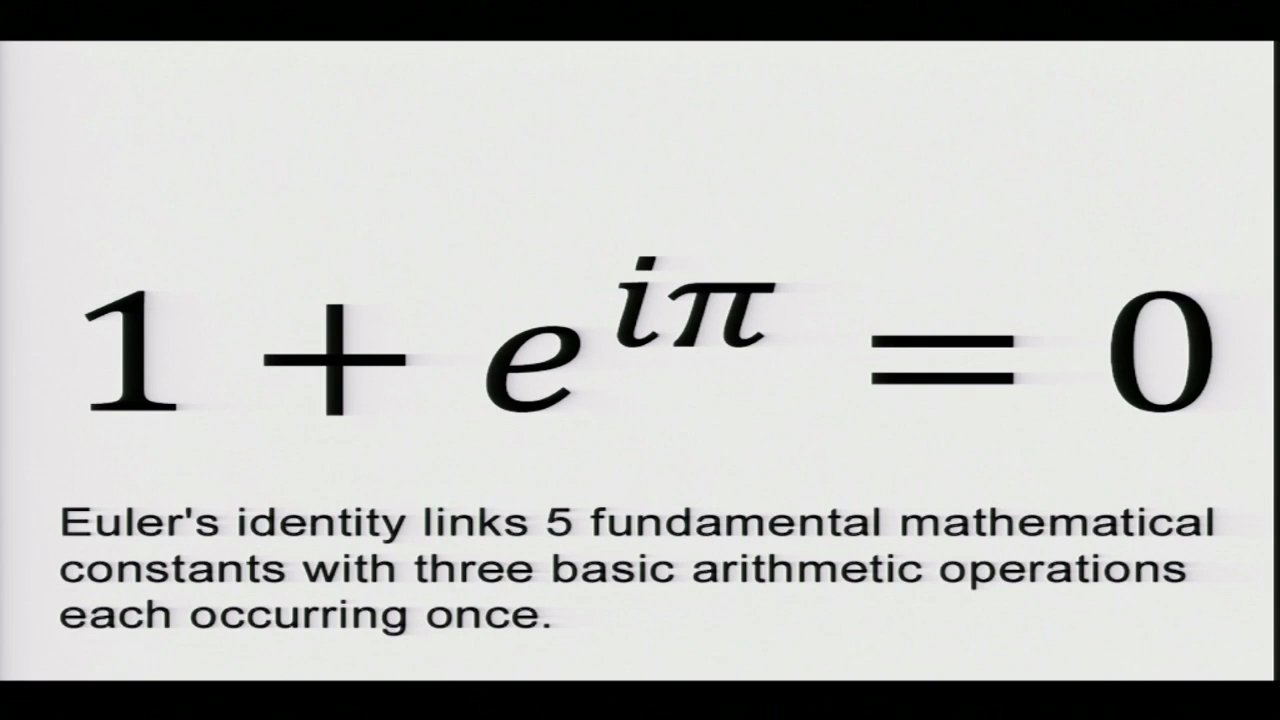 1 + e^{iπ} = 0
Euler's identity links 5 fundamental mathematical
constants with three basic arithmetic operations
each occurring once.